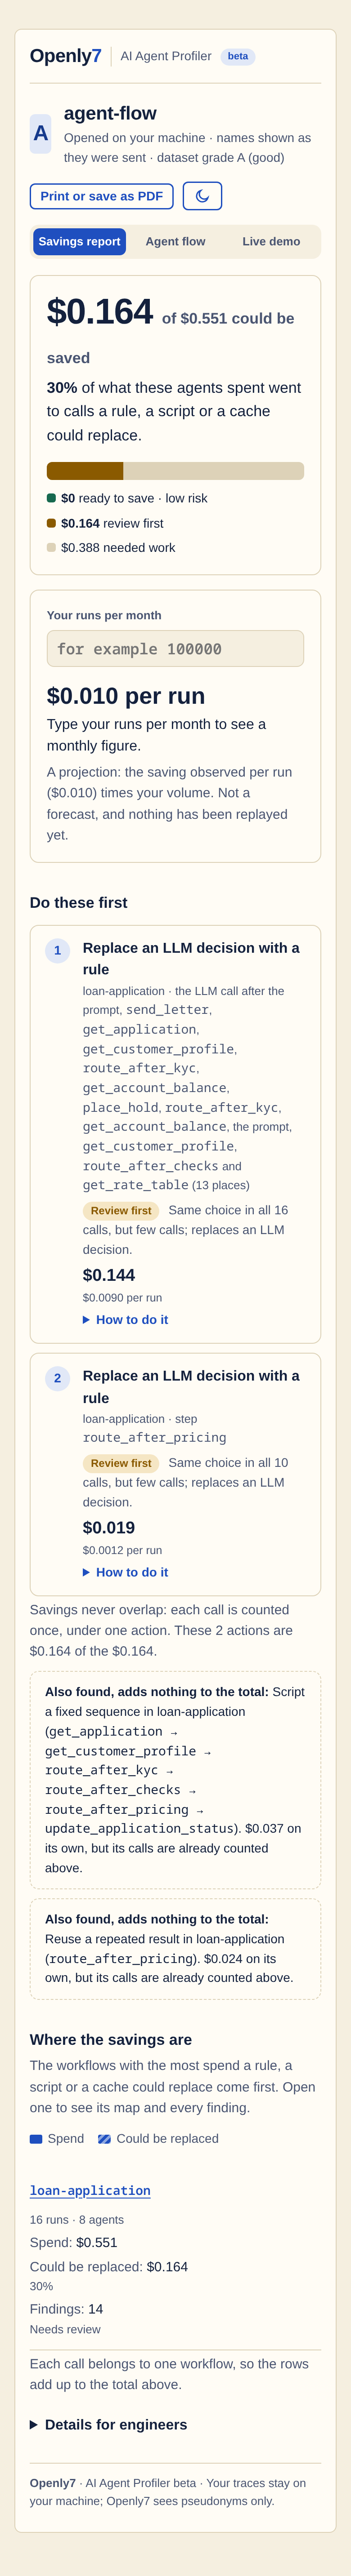 Openly7 AI Agent Profiler beta
A
agent-flow
Opened on your machine · names shown as
they were sent · dataset grade A (good)
Print or save as PDF
Savings report Agent flow Live demo
$0.164 of $0.551 could be
saved
30% of what these agents spent went
to calls a rule, a script or a cache
could replace.
$0 ready to save · low risk
$0.164 review first
$0.388 needed work
Your runs per month
for example 100000
$0.010 per run
Type your runs per month to see a
monthly figure.
A projection: the saving observed per run
($0.010) times your volume. Not a
forecast, and nothing has been replayed
yet.
Do these first
1
Replace an LLM decision with a
rule
loan-application · the LLM call after the
prompt, send_letter,
get_application,
get_customer_profile,
route_after_kyc,
get_account_balance,
place_hold, route_after_kyc,
get_account_balance, the prompt,
get_customer_profile,
route_after_checks and
get_rate_table (13 places)
Review first Same choice in all 16
calls, but few calls; replaces an LLM
decision.
$0.144
$0.0090 per run
▶ How to do it
2
Replace an LLM decision with a
rule
loan-application · step
route_after_pricing
Review first Same choice in all 10
calls, but few calls; replaces an LLM
decision.
$0.019
$0.0012 per run
▶ How to do it
Savings never overlap: each call is counted
once, under one action. These 2 actions are
$0.164 of the $0.164.
Also found, adds nothing to the total: Script
a fixed sequence in loan-application
(get_application →
get_customer_profile →
route_after_kyc →
route_after_checks →
route_after_pricing →
update_application_status). $0.037 on
its own, but its calls are already counted
above.
Also found, adds nothing to the total:
Reuse a repeated result in loan-application
(route_after_pricing). $0.024 on its
own, but its calls are already counted above.
Where the savings are
The workflows with the most spend a rule, a
script or a cache could replace come first. Open
one to see its map and every finding.
Spend Could be replaced
loan-application
16 runs · 8 agents
Spend: $0.551
Could be replaced: $0.164
30%
Findings: 14
Needs review
Each call belongs to one workflow, so the rows
add up to the total above.
▶ Details for engineers
Openly7 · AI Agent Profiler beta · Your traces stay on
your machine; Openly7 sees pseudonyms only.